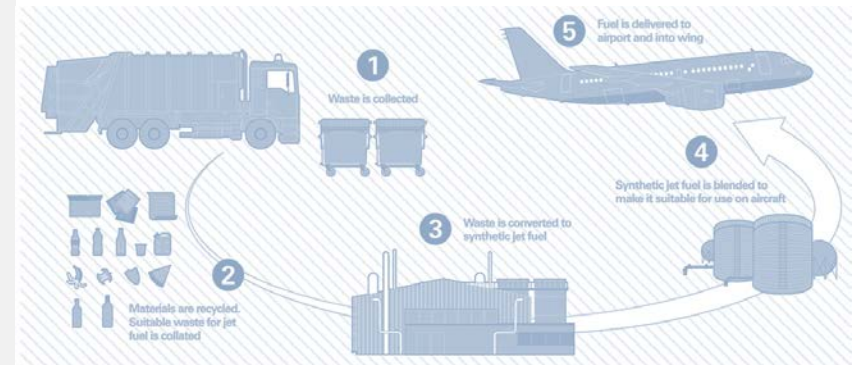 1
Waste is collected
2
Materials are recycled.
Suitable waste for jet
fuel is collated
3
Waste is converted to
synthetic jet fuel
4
Synthetic jet fuel is blended to
make it suitable for use on aircraft
5
Fuel is delivered to
airport and into wing